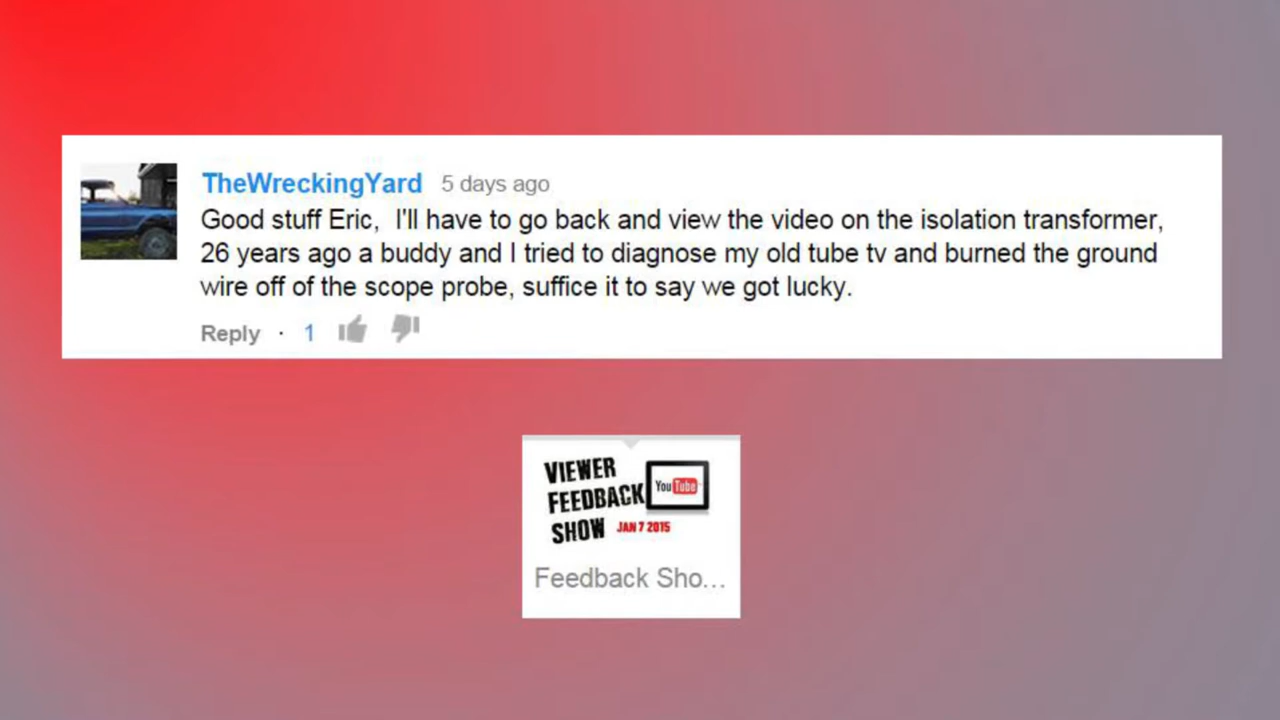 TheWreckingYard 5 days ago
Good stuff Eric, I'll have to go back and view the video on the isolation transformer,
26 years ago a buddy and I tried to diagnose my old tube tv and burned the ground
wire off of the scope probe, suffice it to say we got lucky.
Reply · 1
VIEWER
FEEDBACK
SHOW JAN 7 2015
YouTube
Feedback Sho...